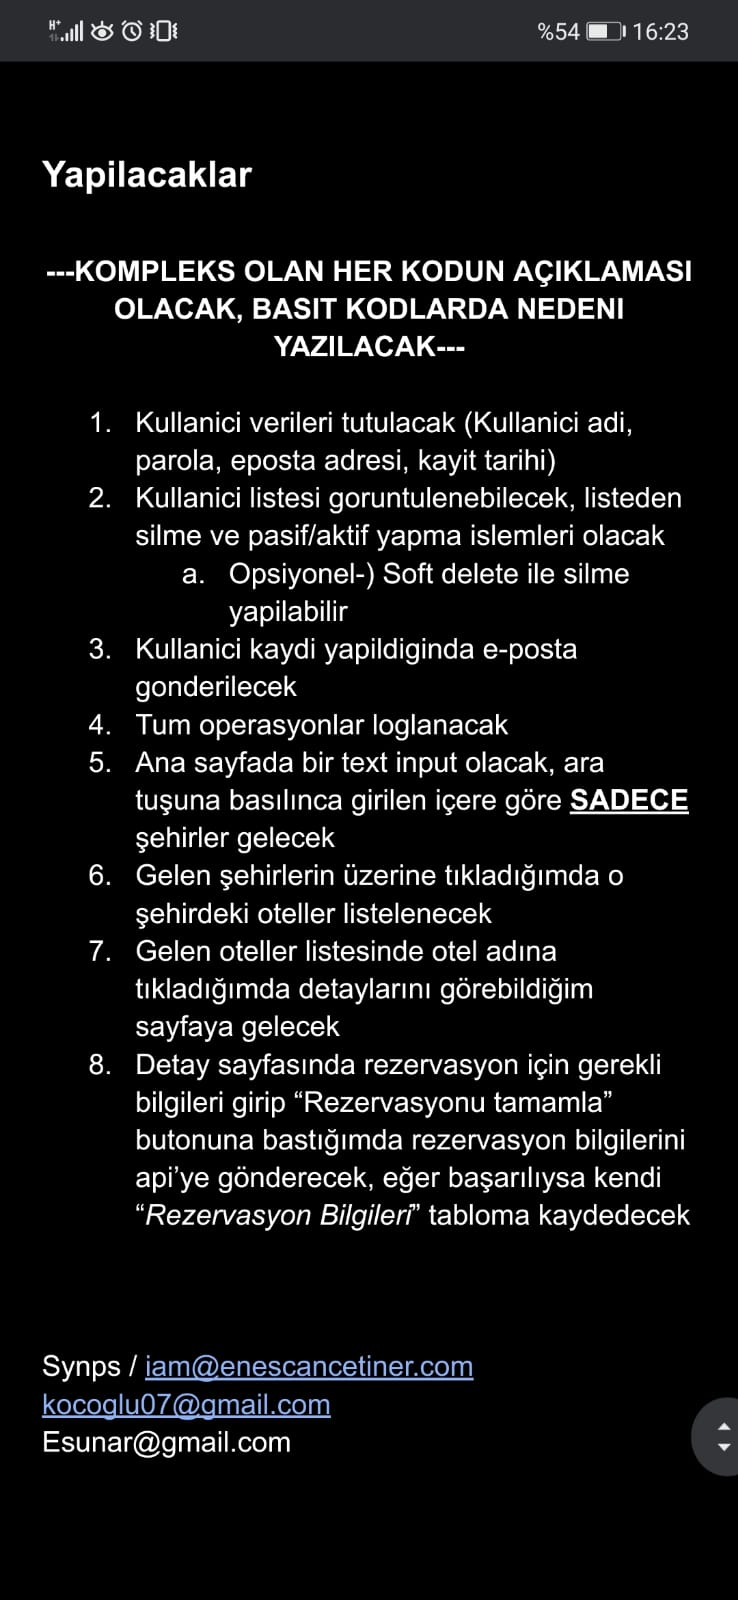 H+
%54 16:23
Yapilacaklar
---KOMPLEKS OLAN HER KODUN AÇIKLAMASI
OLACAK, BASIT KODLARDA NEDENI
YAZILACAK---
1. Kullanici verileri tutulacak (Kullanici adi,
parola, eposta adresi, kayit tarihi)
2. Kullanici listesi goruntulenebilecek, listeden
silme ve pasif/aktif yapma islemleri olacak
a. Opsiyonel-) Soft delete ile silme
yapilabilir
3. Kullanici kaydi yapildiginda e-posta
gonderilecek
4. Tum operasyonlar loglanacak
5. Ana sayfada bir text input olacak, ara
tuşuna basılınca girilen içere göre SADECE
şehirler gelecek
6. Gelen şehirlerin üzerine tıkladığımda o
şehirdeki oteller listelenecek
7. Gelen oteller listesinde otel adına
tıkladığımda detaylarını görebildiğim
sayfaya gelecek
8. Detay sayfasında rezervasyon için gerekli
bilgileri girip “Rezervasyonu tamamla”
butonuna bastığımda rezervasyon bilgilerini
api’ye gönderecek, eğer başarılıysa kendi
“Rezervasyon Bilgileri” tabloma kaydedecek
Synps / iam@enescancetiner.com
kocoglu07@gmail.com
Esunar@gmail.com